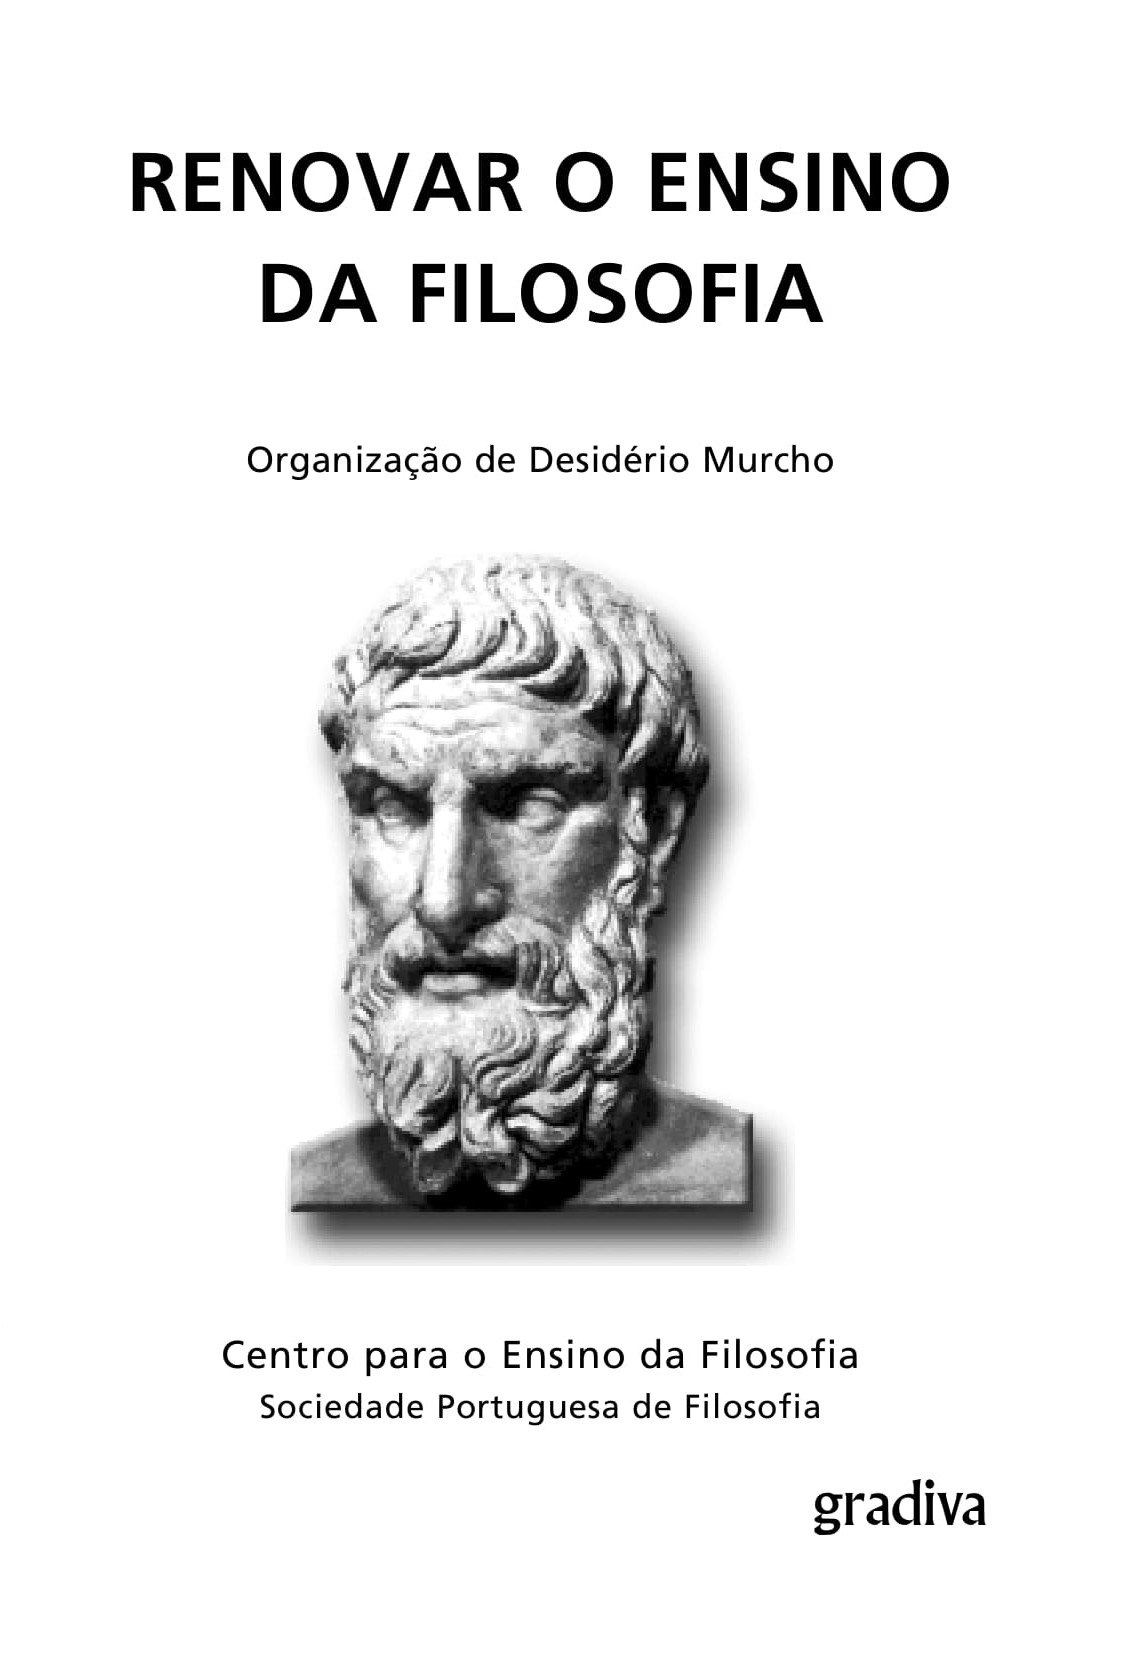 RENOVAR O ENSINO
DA FILOSOFIA
Organização de Desidério Murcho
Centro para o Ensino da Filosofia
Sociedade Portuguesa de Filosofia
gradiva